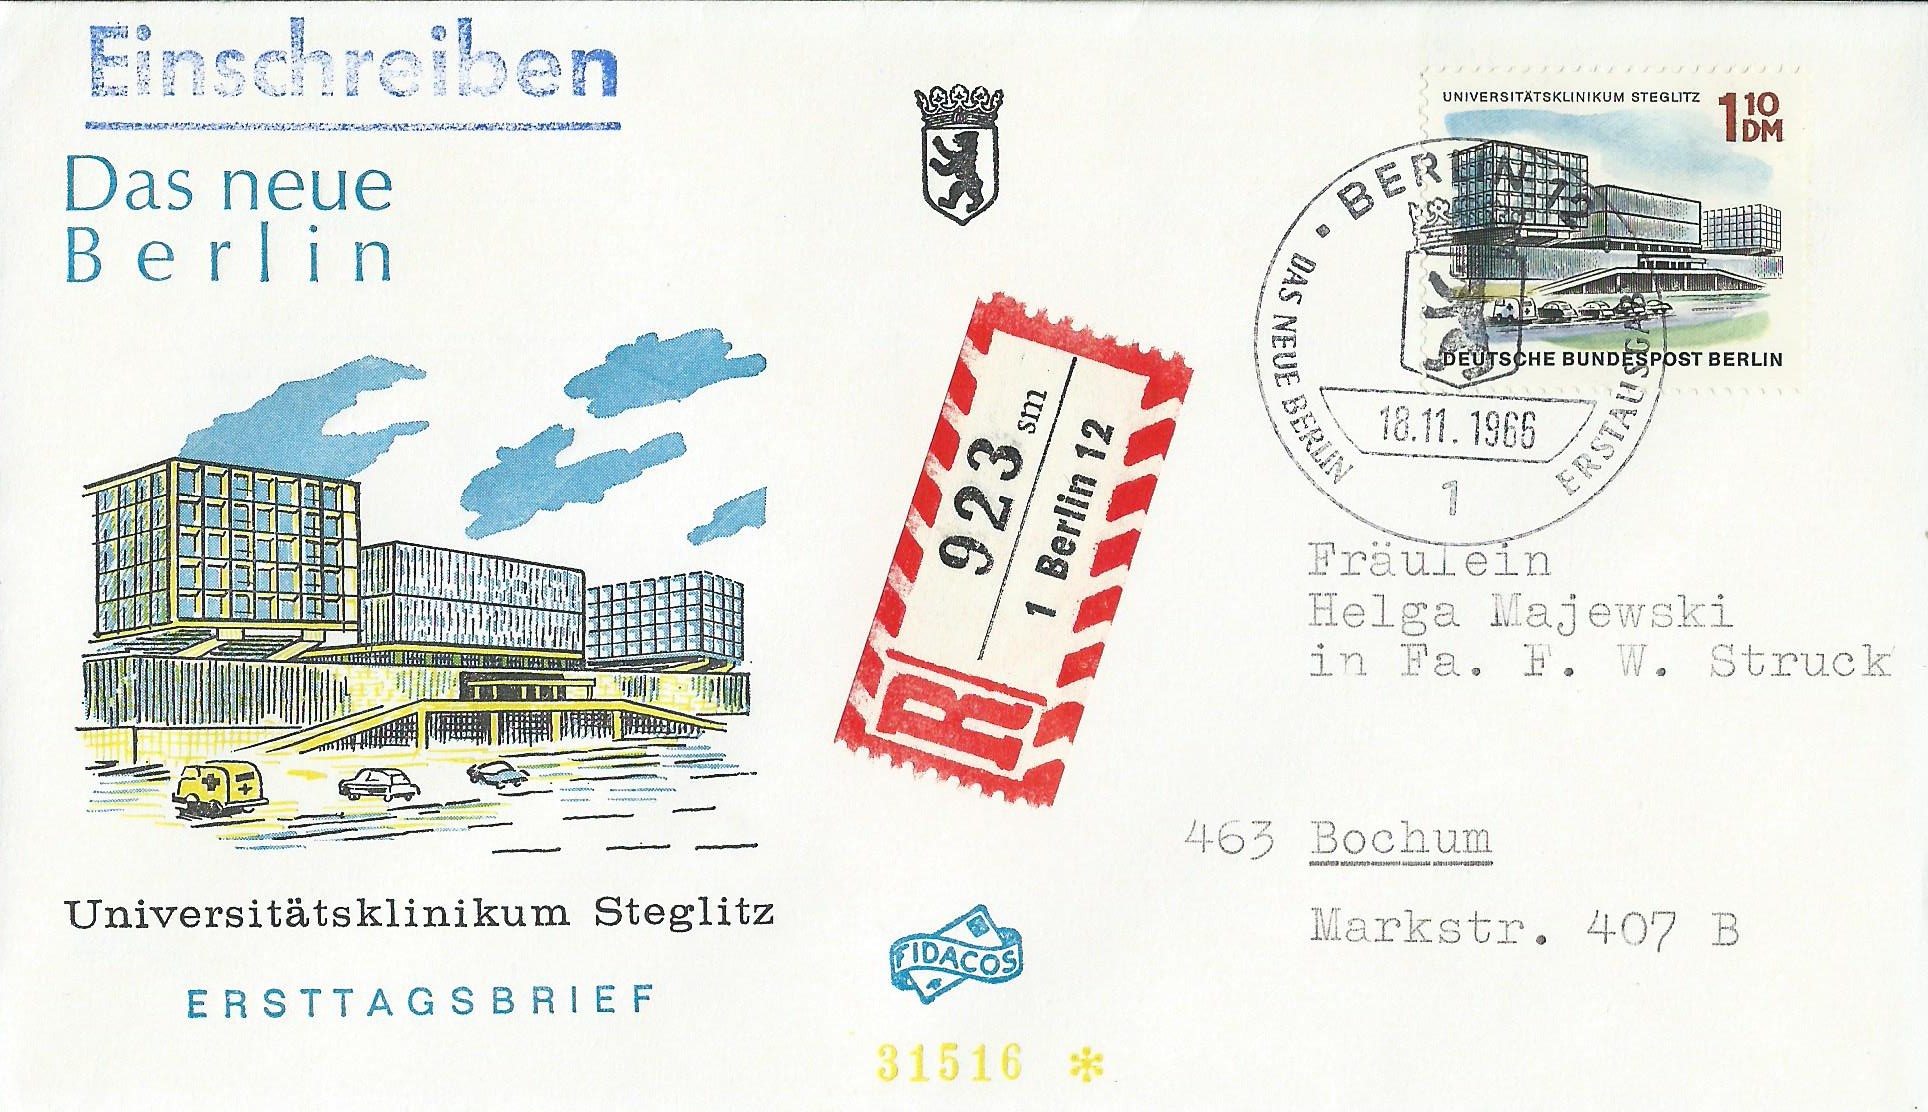 Einschreiben
Das neue
Berlin
Universitätsklinikum Steglitz
ERSTTAGSBRIEF
923 sm
1 Berlin 12
R
FIDACOS
31516 *
UNIVERSITÄTSKLINIKUM STEGLITZ
1 10
DM
DEUTSCHE BUNDESPOST BERLIN
BERLIN 12
DAS NEUE BERLIN
ERSTAUSGABE
18.11.1966
1
Fräulein
Helga Majewski
in Fa. F. W. Struck
463 Bochum
Markstr. 407 B